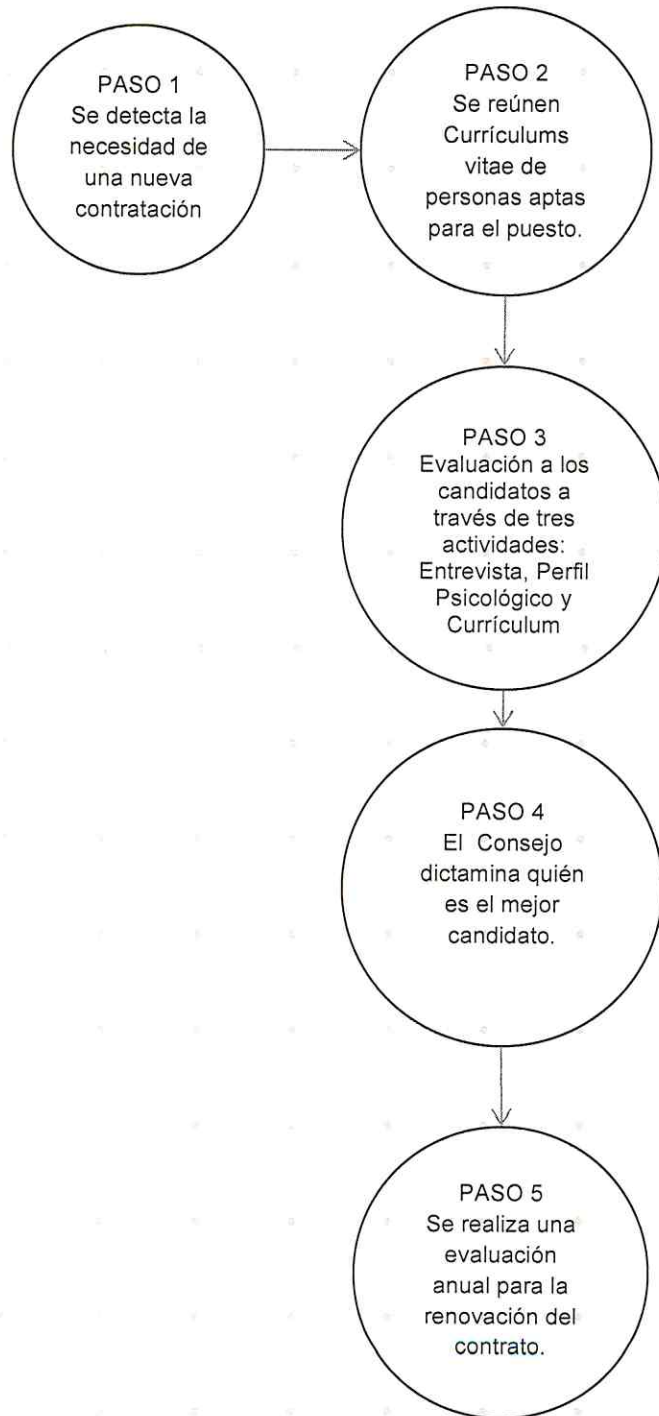 PASO 1
Se detecta la
necesidad de
una nueva
contratación
PASO 2
Se reúnen
Currículums
vitae de
personas aptas
para el puesto.
PASO 3
Evaluación a los
candidatos a
través de tres
actividades:
Entrevista, Perfil
Psicológico y
Currículum
PASO 4
El Consejo
dictamina quién
es el mejor
candidato.
PASO 5
Se realiza una
evaluación
anual para la
renovación del
contrato.